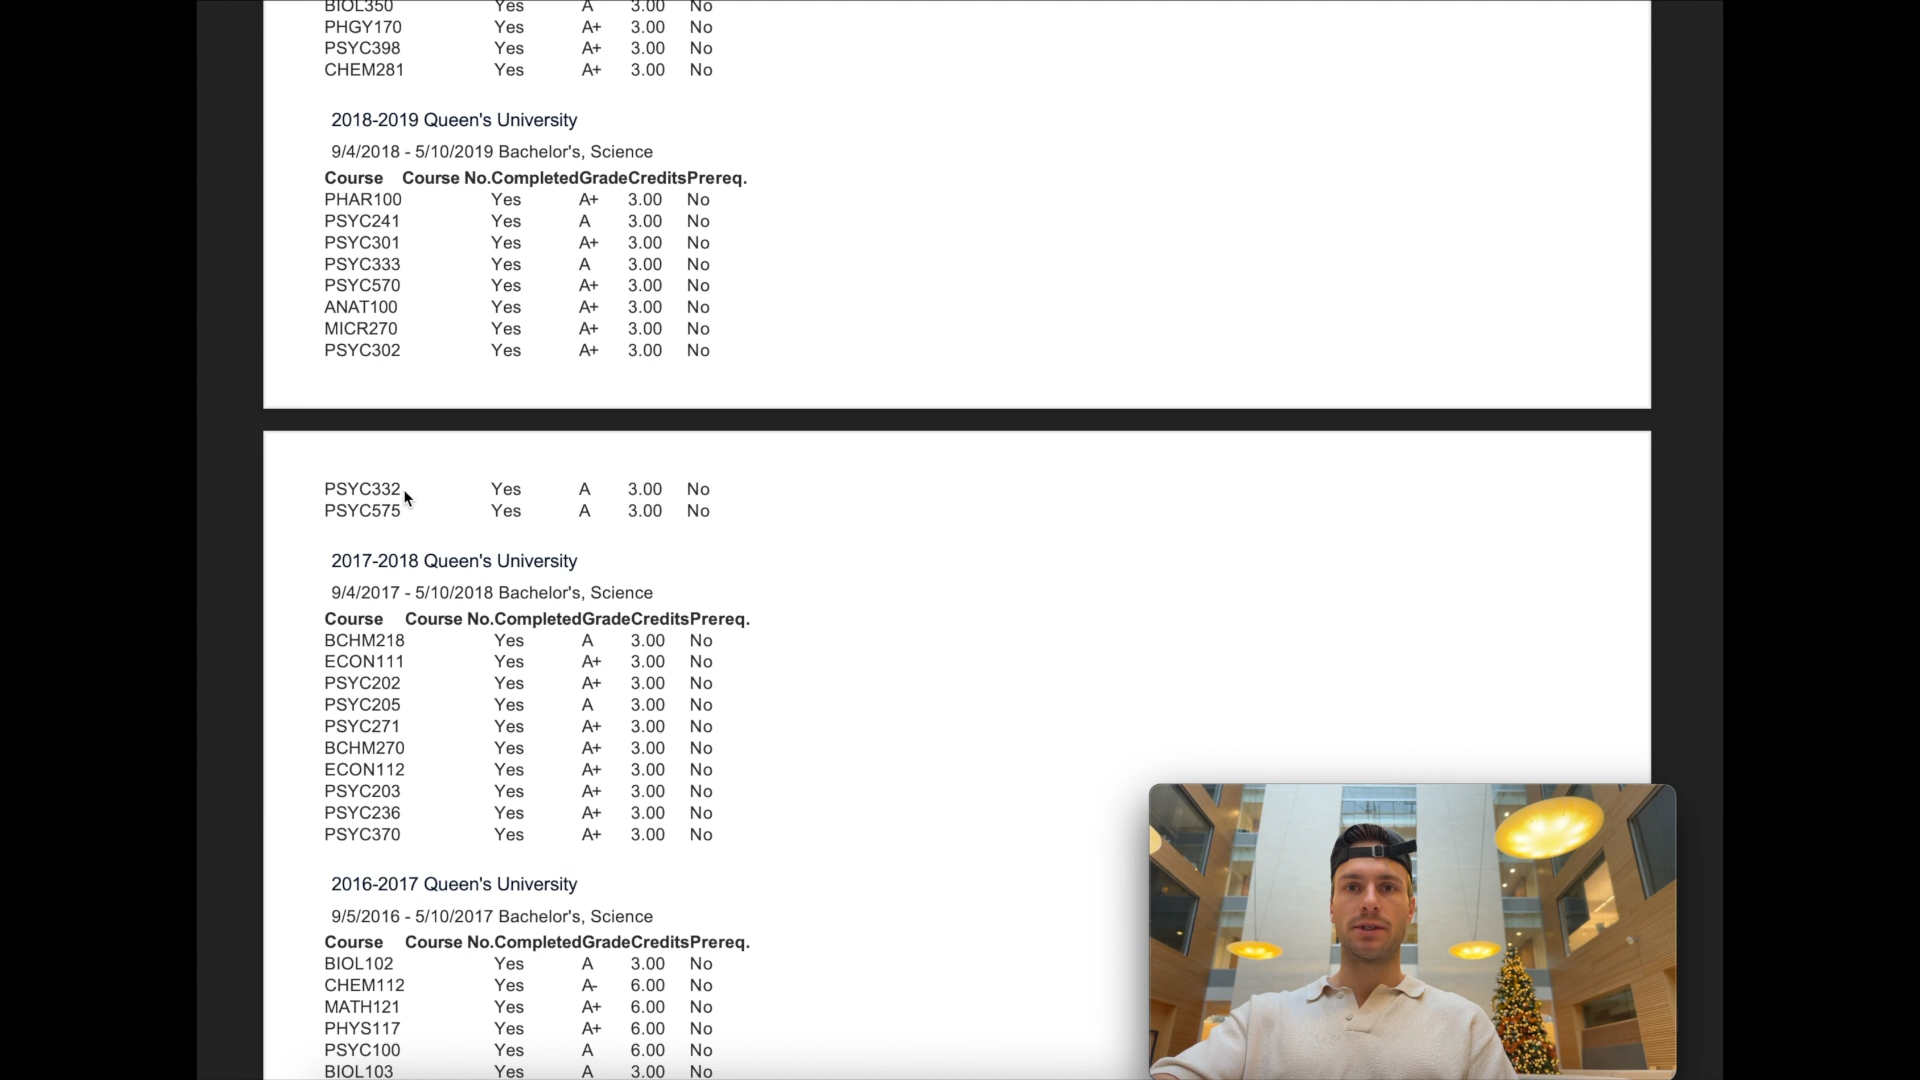 BIOL350 Yes A 3.00 No
PHGY170 Yes A+ 3.00 No
PSYC398 Yes A+ 3.00 No
CHEM281 Yes A+ 3.00 No
2018-2019 Queen's University
9/4/2018 - 5/10/2019 Bachelor's, Science
Course Course No.CompletedGradeCreditsPrereq.
PHAR100 Yes A+ 3.00 No
PSYC241 Yes A 3.00 No
PSYC301 Yes A+ 3.00 No
PSYC333 Yes A 3.00 No
PSYC570 Yes A+ 3.00 No
ANAT100 Yes A+ 3.00 No
MICR270 Yes A+ 3.00 No
PSYC302 Yes A+ 3.00 No
PSYC332 Yes A 3.00 No
PSYC575 Yes A 3.00 No
2017-2018 Queen's University
9/4/2017 - 5/10/2018 Bachelor's, Science
Course Course No.CompletedGradeCreditsPrereq.
BCHM218 Yes A 3.00 No
ECON111 Yes A+ 3.00 No
PSYC202 Yes A+ 3.00 No
PSYC205 Yes A 3.00 No
PSYC271 Yes A+ 3.00 No
BCHM270 Yes A+ 3.00 No
ECON112 Yes A+ 3.00 No
PSYC203 Yes A+ 3.00 No
PSYC236 Yes A+ 3.00 No
PSYC370 Yes A+ 3.00 No
2016-2017 Queen's University
9/5/2016 - 5/10/2017 Bachelor's, Science
Course Course No.CompletedGradeCreditsPrereq.
BIOL102 Yes A 3.00 No
CHEM112 Yes A- 6.00 No
MATH121 Yes A+ 6.00 No
PHYS117 Yes A+ 6.00 No
PSYC100 Yes A 6.00 No
BIOL103 Yes A 3.00 No